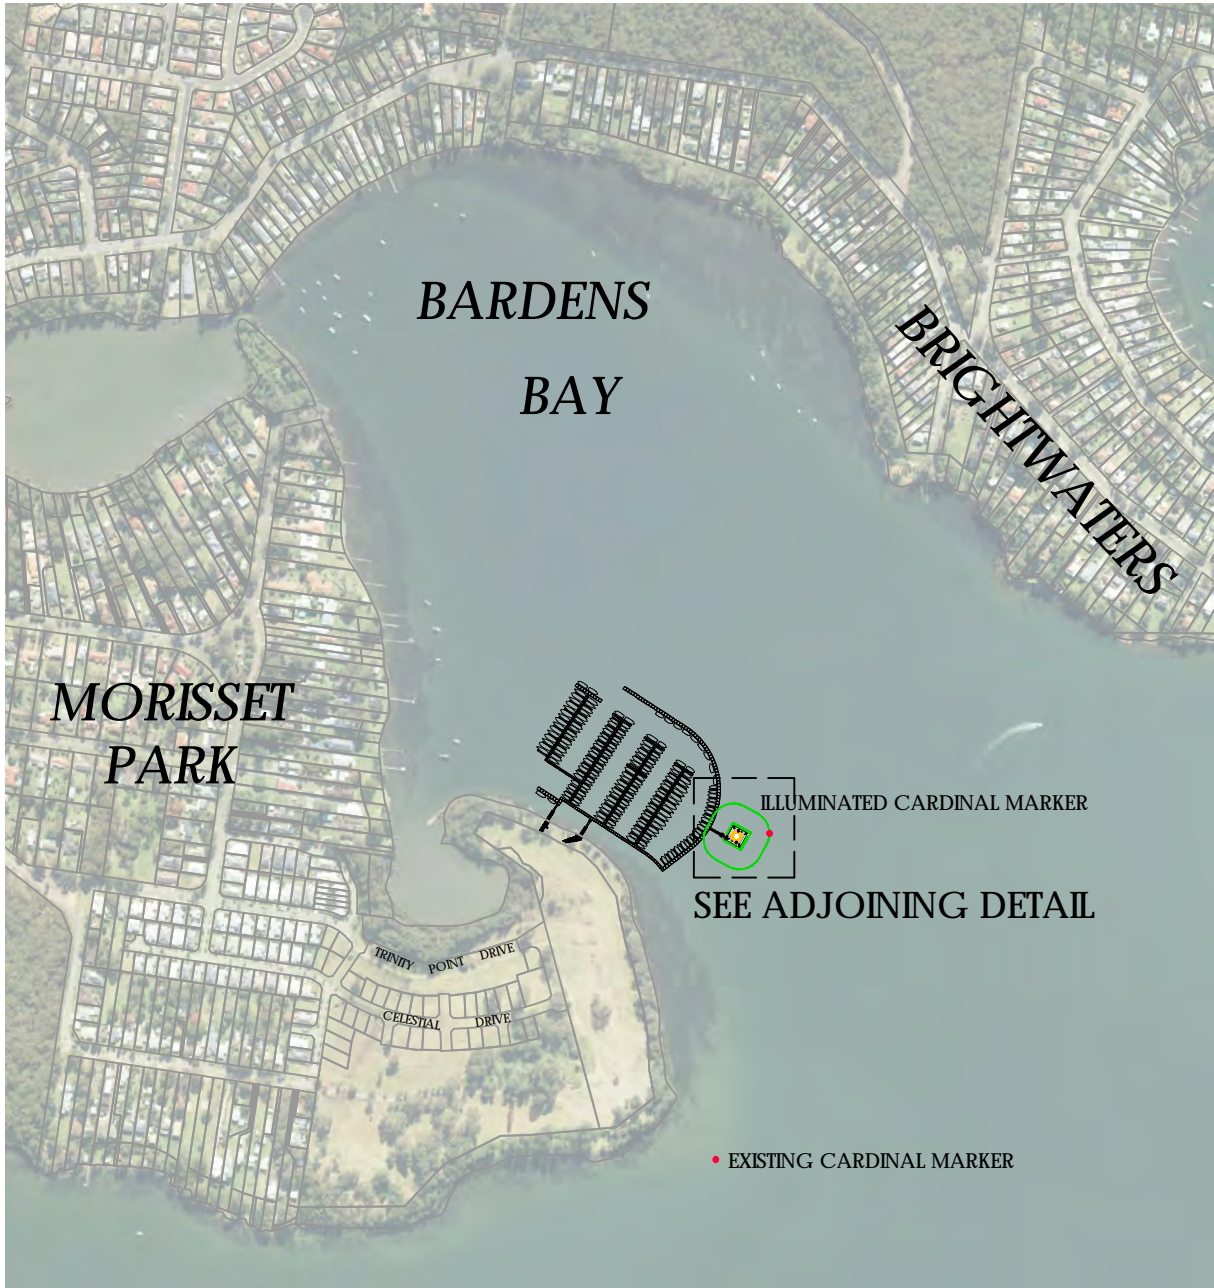 BARDENS
BAY
BRIGHTWATERS
MORISSET
PARK
ILLUMINATED CARDINAL MARKER
SEE ADJOINING DETAIL
TRINITY POINT DRIVE
CELESTIAL DRIVE
EXISTING CARDINAL MARKER